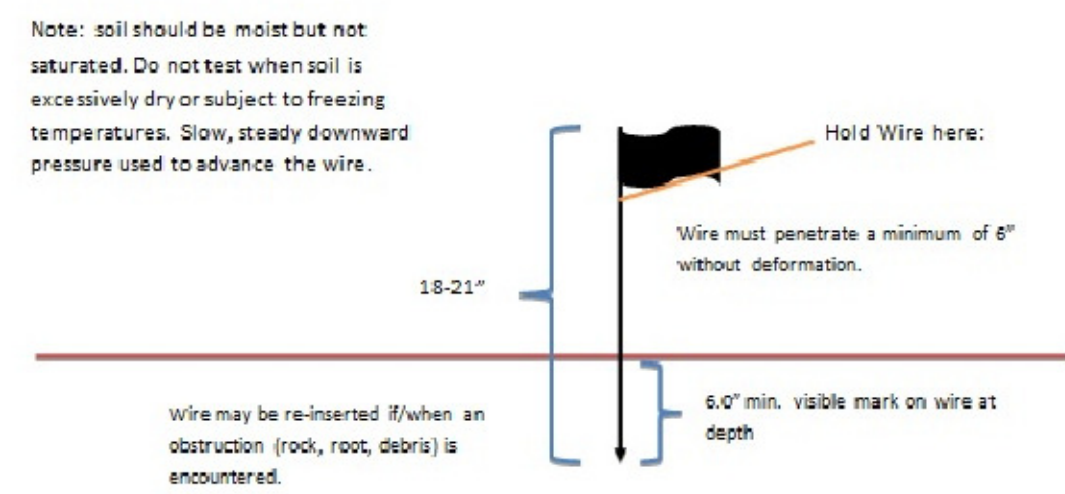 Note: soil should be moist but not
saturated. Do not test when soil is
excessively dry or subject to freezing
temperatures. Slow, steady downward
pressure used to advance the wire.
Hold Wire here:
Wire must penetrate a minimum of 6"
without deformation.
18-21"
6.0" min. visible mark on wire at
depth
Wire may be re-inserted if/when an
obstruction (rock, root, debris) is
encountered.